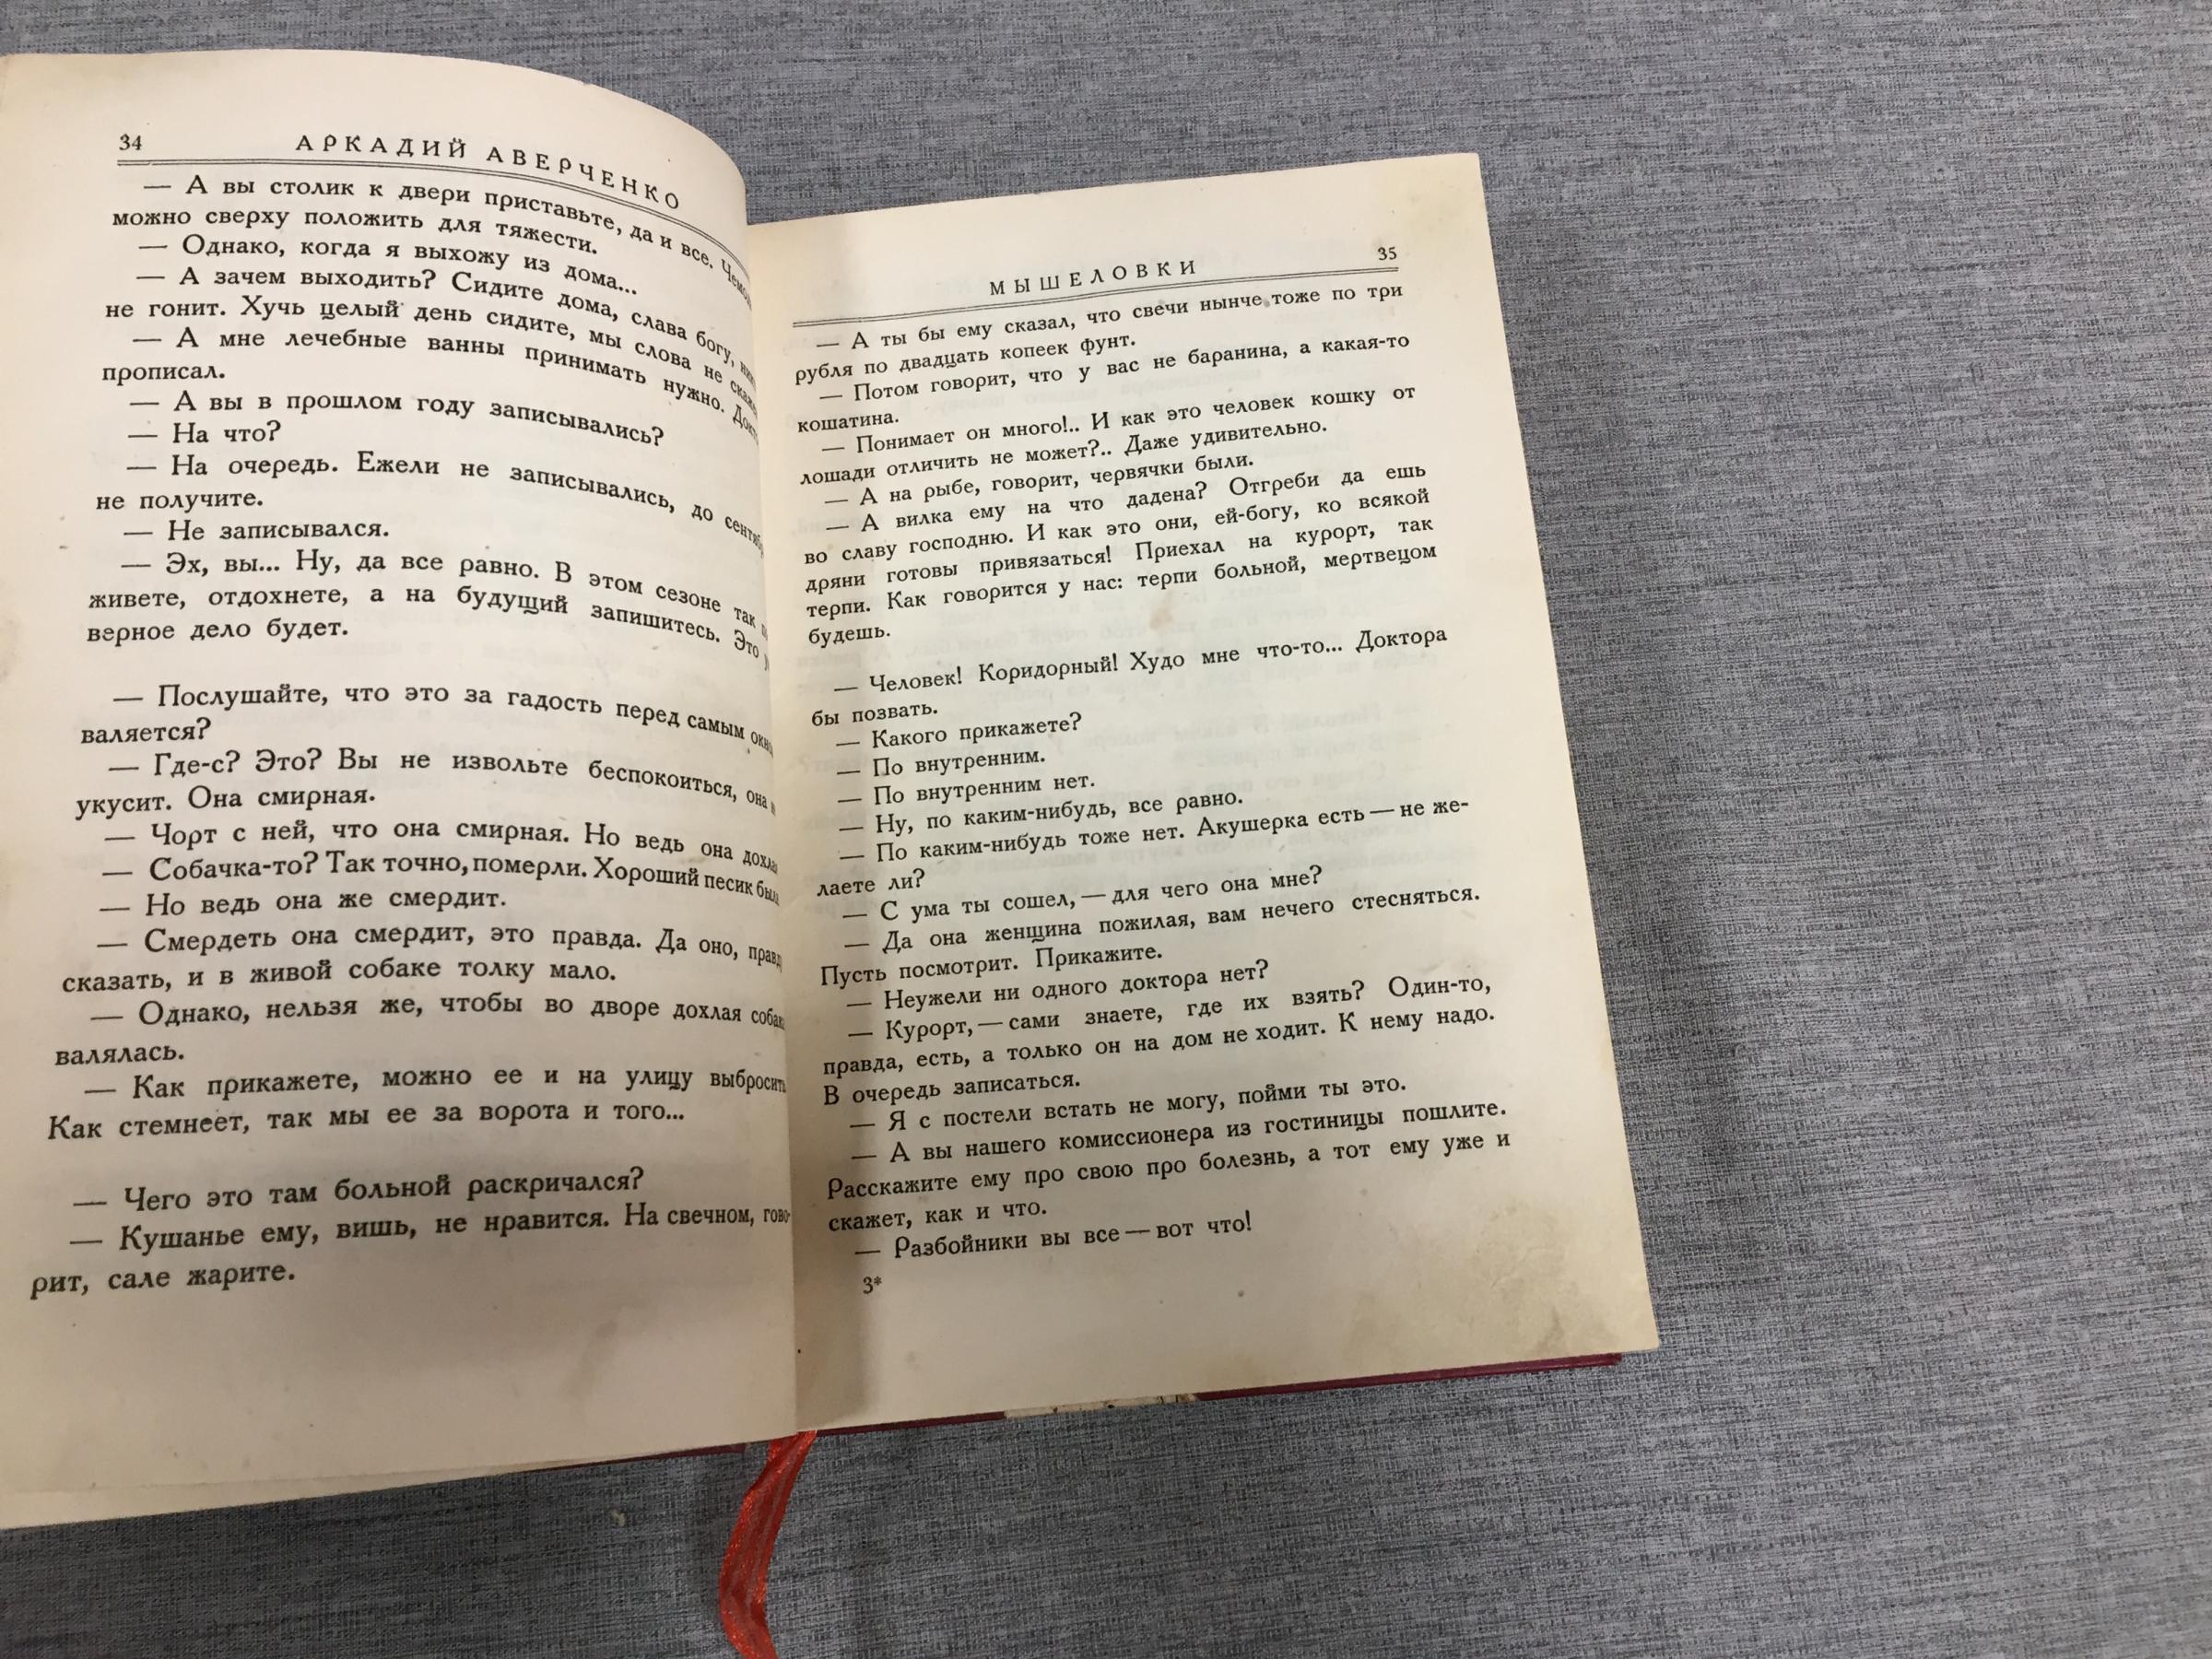 34
АРКАДИЙ АВЕРЧЕНКО
— А вы столик к двери приставьте, да и все.
можно сверху положить для тяжести.
— Однако, когда я выхожу из дома...
— А зачем выходить? Сидите дома, слава богу,
не гонит. Хучь целый день сидите, мы слова не
— А мне лечебные ванны принимать нужно.
прописал.
— А вы в прошлом году записывались?
— На что?
— На очередь. Ежели не записывались, до
не получите.
— Не записывался.
— Эх, вы... Ну, да все равно. В этом сезоне так
живете, отдохнете, а на будущий запишитесь. Это
верное дело будет.
— Послушайте, что это за гадость перед самым
валяется?
— Где-с? Это? Вы не извольте беспокоиться, она
укусит. Она смирная.
— Чорт с ней, что она смирная. Но ведь она
— Собачка-то? Так точно, померли. Хороший песик
— Но ведь она же смердит.
— Смердеть она смердит, это правда. Да оно,
сказать, и в живой собаке толку мало.
— Однако, нельзя же, чтобы во дворе дохлая
валялась.
— Как прикажете, можно ее и на улицу
Как стемнеет, так мы ее за ворота и того...
— Чего это там больной раскричался?
— Кушанье ему, вишь, не нравится. На свечном, гово-
рит, сале жарите.
МЫШЕЛОВКИ
35
— А ты бы ему сказал, что свечи нынче тоже по три
рубля по двадцать копеек фунт.
— Потом говорит, что у вас не баранина, а какая-то
кошатина.
— Понимает он много!.. И как это человек кошку от
лошади отличить не может?.. Даже удивительно.
— А на рыбе, говорит, червячки были.
— А вилка ему на что дадена? Отгреби да ешь
во славу господню. И как это они, ей-богу, ко всякой
дряни готовы привязаться! Приехал на курорт, так
терпи. Как говорится у нас: терпи больной, мертвецом
будешь.
— Человек! Коридорный! Худо мне что-то... Доктора
бы позвать.
— Какого прикажете?
— По внутренним.
— По внутренним нет.
— Ну, по каким-нибудь, все равно.
— По каким-нибудь тоже нет. Акушерка есть — не же-
лаете ли?
— С ума ты сошел, — для чего она мне?
— Да она женщина пожилая, вам нечего стесняться.
Пусть посмотрит. Прикажите.
— Неужели ни одного доктора нет?
— Курорт, — сами знаете, где их взять? Один-то,
правда, есть, а только он на дом не ходит. К нему надо.
В очередь записаться.
— Я с постели встать не могу, пойми ты это.
— А вы нашего комиссионера из гостиницы пошлите.
Расскажите ему про свою про болезнь, а тот ему уже и
скажет, как и что.
— Разбойники вы все — вот что!
3*